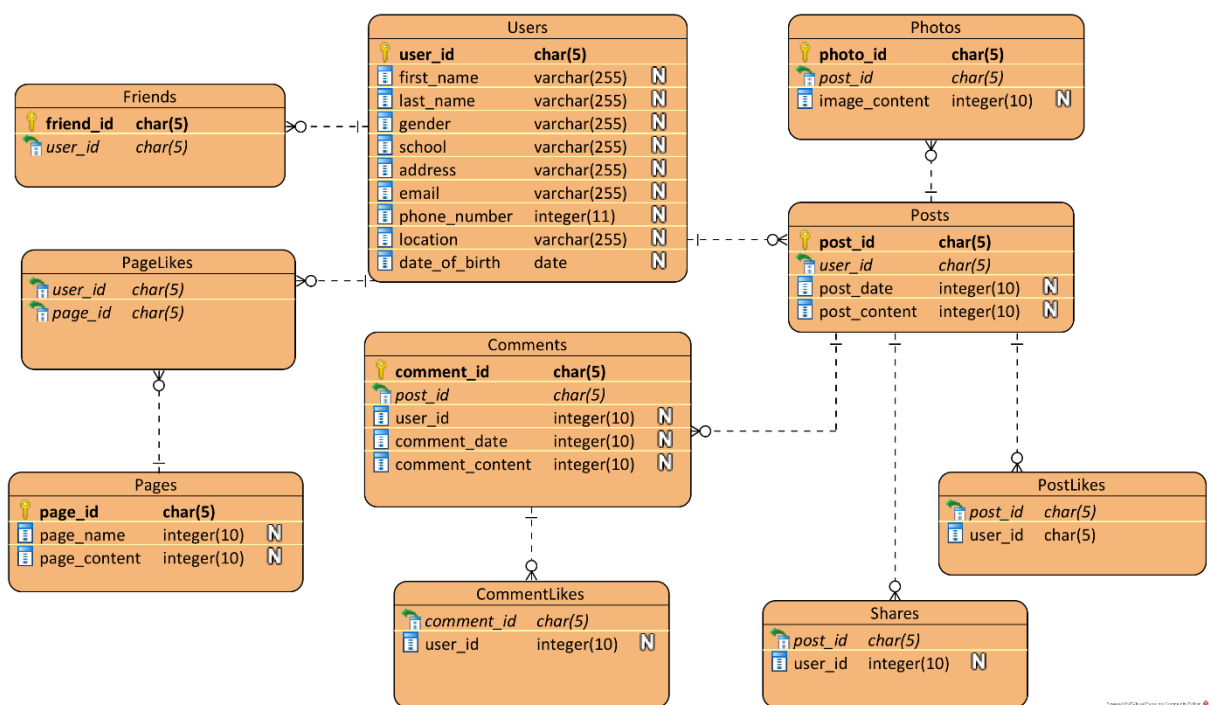 Users
user_id char(5)
first_name varchar(255) N
last_name varchar(255) N
gender varchar(255) N
school varchar(255) N
address varchar(255) N
email varchar(255) N
phone_number integer(11) N
location varchar(255) N
date_of_birth date N
Photos
photo_id char(5)
post_id char(5)
image_content integer(10) N
Friends
friend_id char(5)
user_id char(5)
Posts
post_id char(5)
user_id char(5)
post_date integer(10) N
post_content integer(10) N
PageLikes
user_id char(5)
page_id char(5)
Comments
comment_id char(5)
post_id char(5)
user_id integer(10) N
comment_date integer(10) N
comment_content integer(10) N
Pages
page_id char(5)
page_name integer(10) N
page_content integer(10) N
PostLikes
post_id char(5)
user_id char(5)
CommentLikes
comment_id char(5)
user_id integer(10) N
Shares
post_id char(5)
user_id integer(10) N